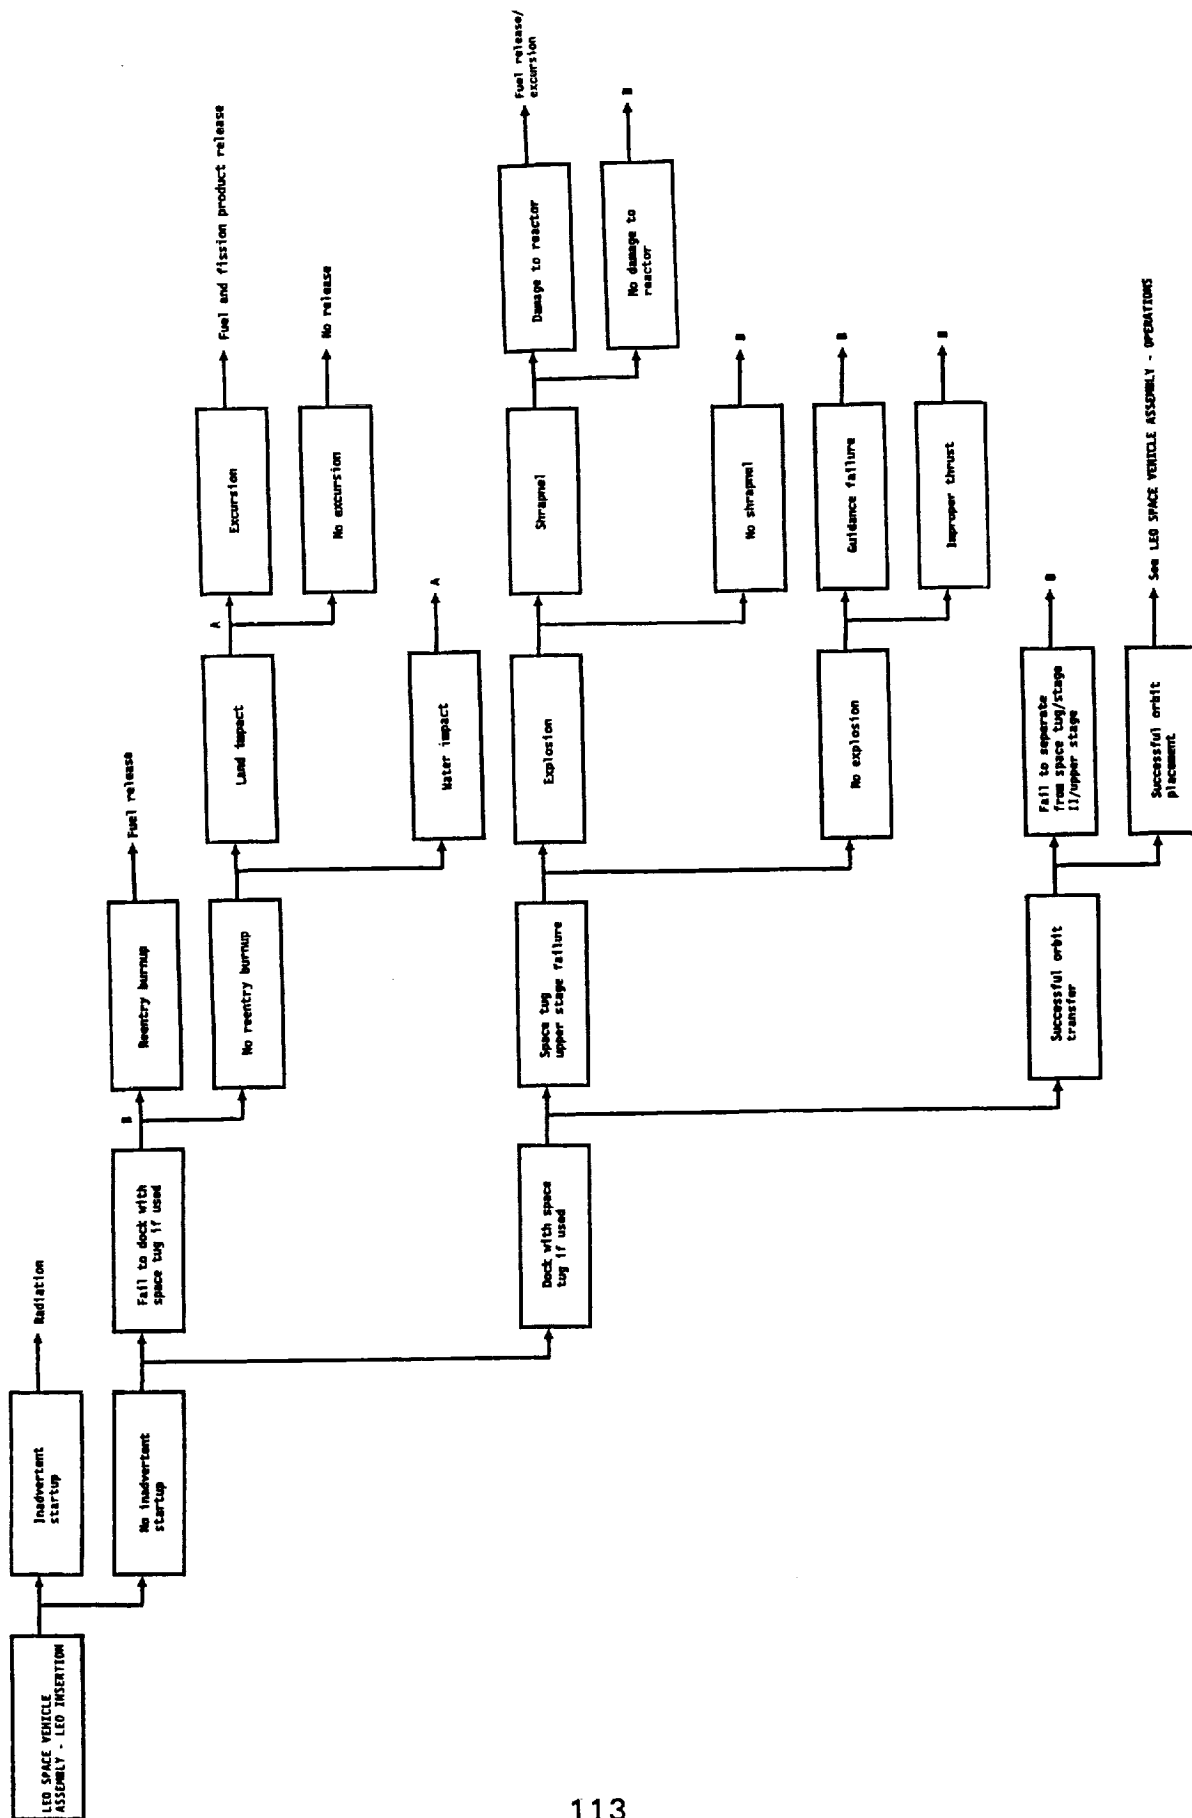 LEO SPACE VEHICLE
ASSEMBLY - LEO INSERTION
Inadvertent
startup
Radiation
No inadvertent
startup
Fail to dock with
space tug if used
B
Reentry burnup
Fuel release
No reentry burnup
Land impact
A
Excursion
Fuel and fission product release
No excursion
No release
Water impact
A
Dock with space
tug if used
Space tug
upper stage failure
Explosion
Shrapnel
Damage to reactor
Fuel release/
excursion
No damage to
reactor
B
No shrapnel
B
No explosion
Guidance failure
B
Improper thrust
B
Successful orbit
transfer
Fail to seperate
from space tug/stage
II/upper stage
B
Successful orbit
placement
See LEO SPACE VEHICLE ASSEMBLY - OPERATIONS
113